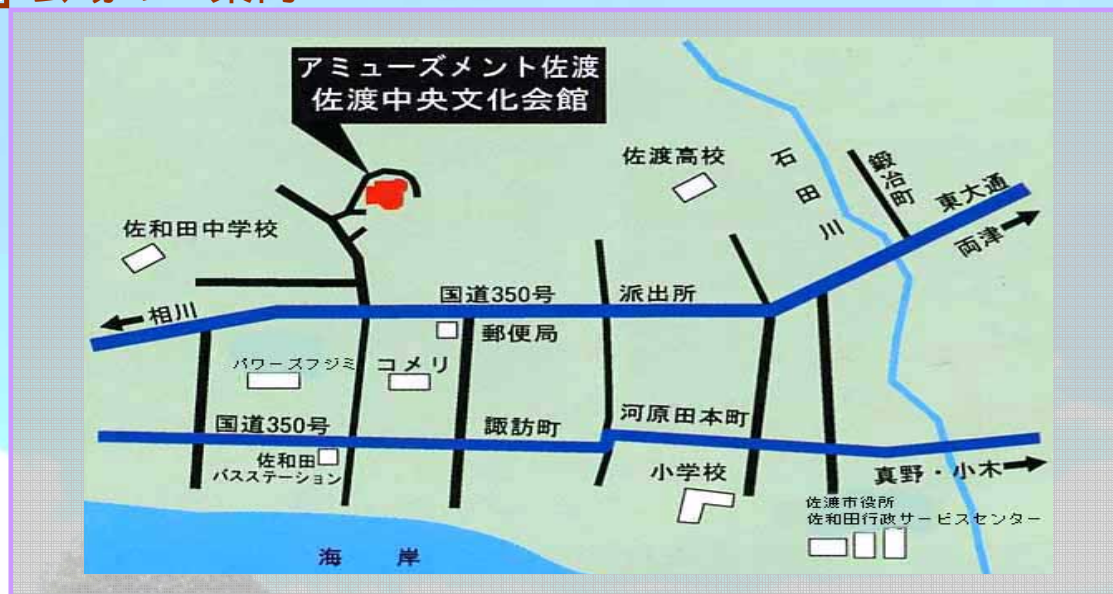 アミューズメント佐渡
佐渡中央文化会館
佐渡高校
石田川
鍛冶町
東大通
両津
佐和田中学校
相川
国道350号
派出所
郵便局
パワーズフジミ
コメリ
国道350号
諏訪町
河原田本町
佐和田
バスステーション
小学校
真野・小木
佐渡市役所
佐和田行政サービスセンター
海 岸